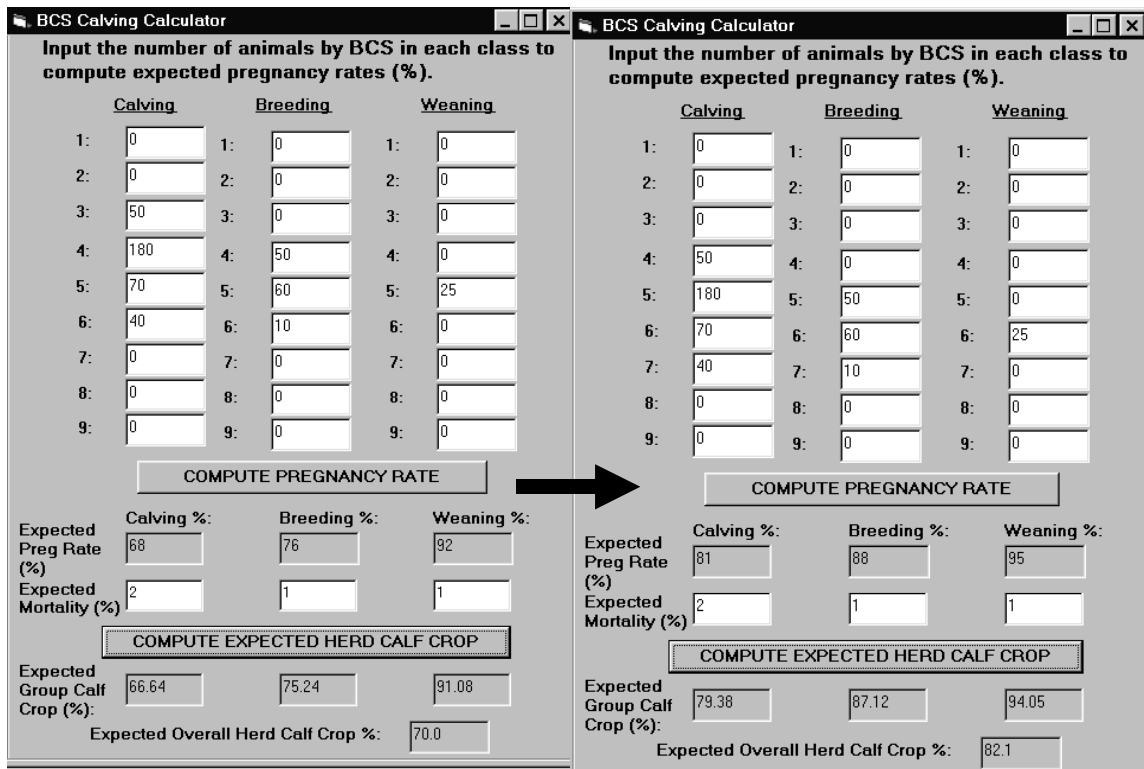 BCS Calving Calculator
Input the number of animals by BCS in each class to
compute expected pregnancy rates (%).
Calving Breeding Weaning
1: 0 1: 0 1: 0
2: 0 2: 0 2: 0
3: 50 3: 0 3: 0
4: 180 4: 50 4: 0
5: 70 5: 60 5: 25
6: 40 6: 10 6: 0
7: 0 7: 0 7: 0
8: 0 8: 0 8: 0
9: 0 9: 0 9: 0
COMPUTE PREGNANCY RATE
Calving %: Breeding %: Weaning %:
Expected
Preg Rate 68 76 92
(%)
Expected
Mortality (%) 2 1 1
COMPUTE EXPECTED HERD CALF CROP
Expected
Group Calf 66.64 75.24 91.08
Crop (%):
Expected Overall Herd Calf Crop %: 70.0
BCS Calving Calculator
Input the number of animals by BCS in each class to
compute expected pregnancy rates (%).
Calving Breeding Weaning
1: 0 1: 0 1: 0
2: 0 2: 0 2: 0
3: 0 3: 0 3: 0
4: 50 4: 0 4: 0
5: 180 5: 50 5: 0
6: 70 6: 60 6: 25
7: 40 7: 10 7: 0
8: 0 8: 0 8: 0
9: 0 9: 0 9: 0
COMPUTE PREGNANCY RATE
Calving %: Breeding %: Weaning %:
Expected
Preg Rate 81 88 95
(%)
Expected
Mortality (%) 2 1 1
COMPUTE EXPECTED HERD CALF CROP
Expected
Group Calf 79.38 87.12 94.05
Crop (%):
Expected Overall Herd Calf Crop %: 82.1